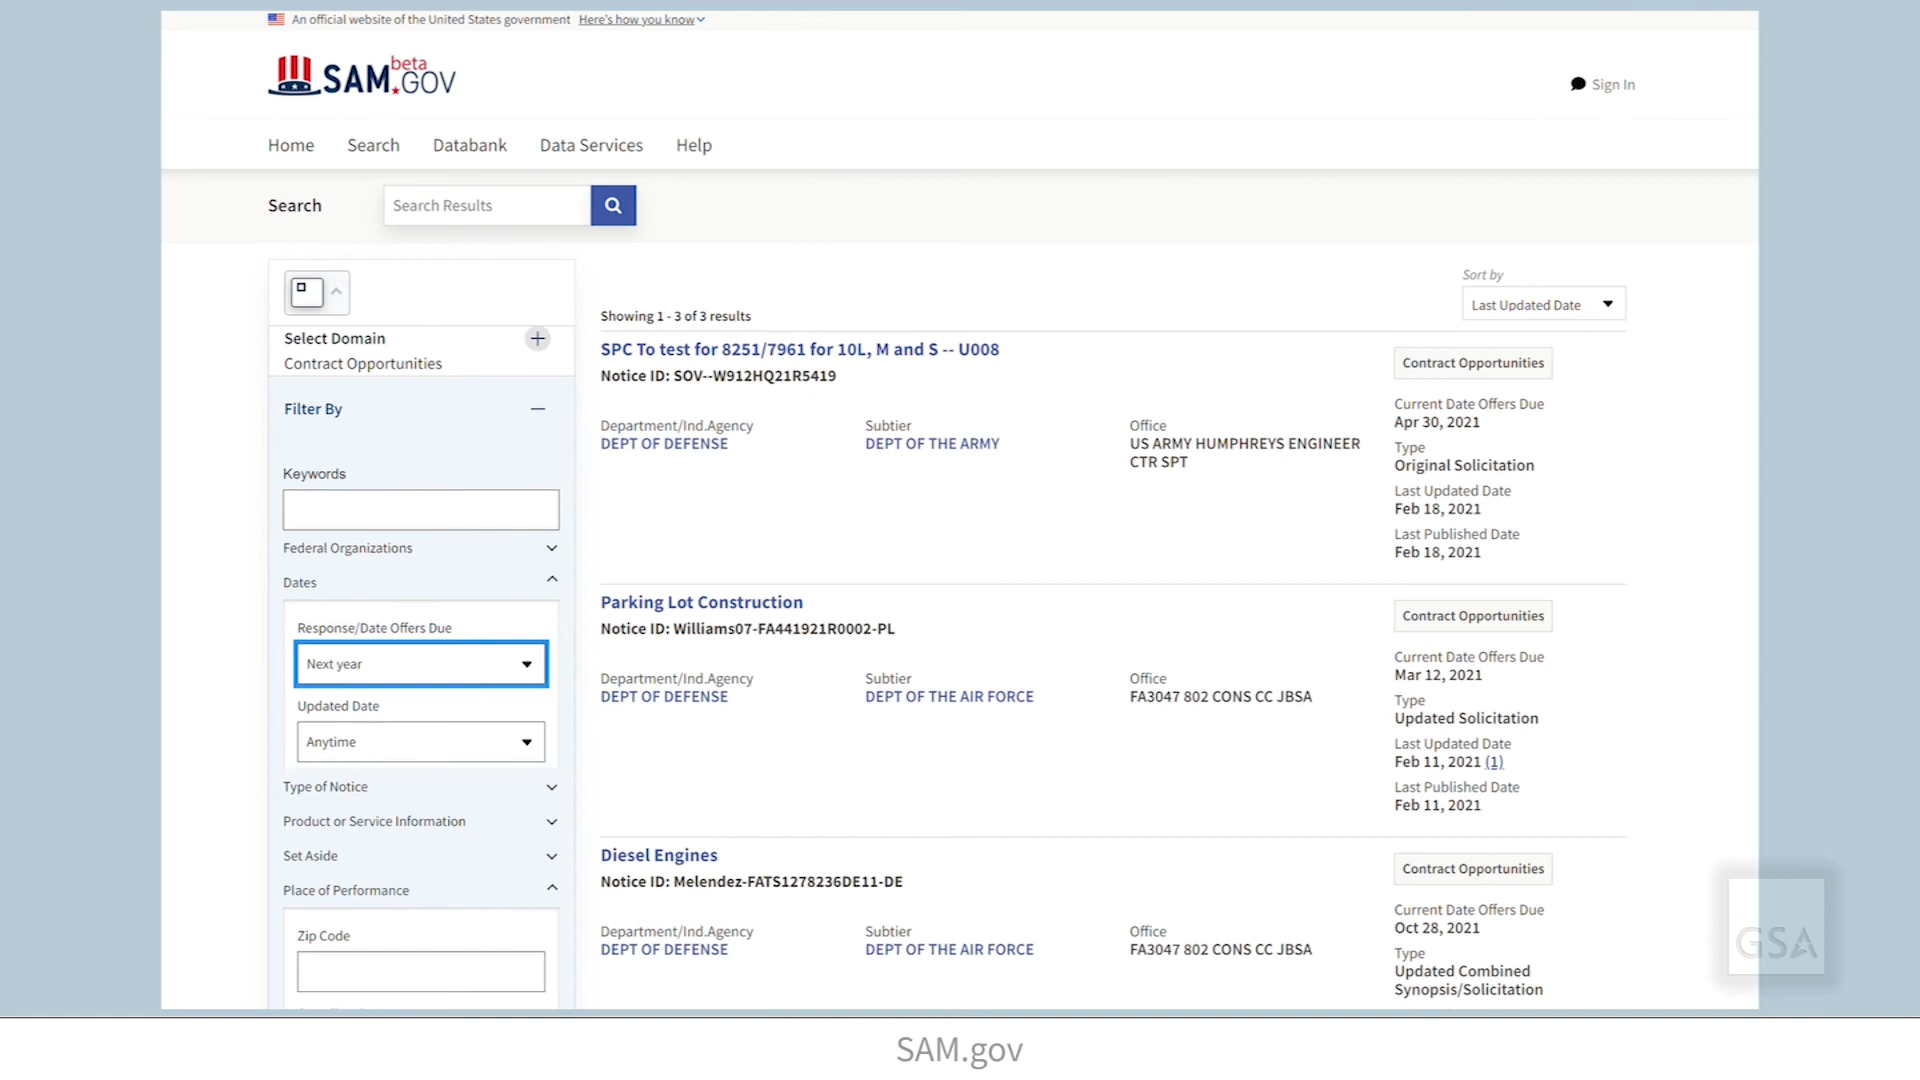 An official website of the United States government Here's how you know
beta
SAM.GOV
Sign In
Home Search Databank Data Services Help
Search
Search Results
Sort by
Last Updated Date
Showing 1 - 3 of 3 results
Select Domain
Contract Opportunities
Filter By
Keywords
Federal Organizations
Dates
Response/Date Offers Due
Next year
Updated Date
Anytime
Type of Notice
Product or Service Information
Set Aside
Place of Performance
Zip Code
SPC To test for 8251/7961 for 10L, M and S -- U008
Notice ID: SOV--W912HQ21R5419
Department/Ind.Agency
DEPT OF DEFENSE
Subtier
DEPT OF THE ARMY
Office
US ARMY HUMPHREYS ENGINEER
CTR SPT
Contract Opportunities
Current Date Offers Due
Apr 30, 2021
Type
Original Solicitation
Last Updated Date
Feb 18, 2021
Last Published Date
Feb 18, 2021
Parking Lot Construction
Notice ID: Williams07-FA441921R0002-PL
Department/Ind.Agency
DEPT OF DEFENSE
Subtier
DEPT OF THE AIR FORCE
Office
FA3047 802 CONS CC JBSA
Contract Opportunities
Current Date Offers Due
Mar 12, 2021
Type
Updated Solicitation
Last Updated Date
Feb 11, 2021 (1)
Last Published Date
Feb 11, 2021
Diesel Engines
Notice ID: Melendez-FATS1278236DE11-DE
Department/Ind.Agency
DEPT OF DEFENSE
Subtier
DEPT OF THE AIR FORCE
Office
FA3047 802 CONS CC JBSA
Contract Opportunities
Current Date Offers Due
Oct 28, 2021
Type
Updated Combined
Synopsis/Solicitation
GSA
SAM.gov